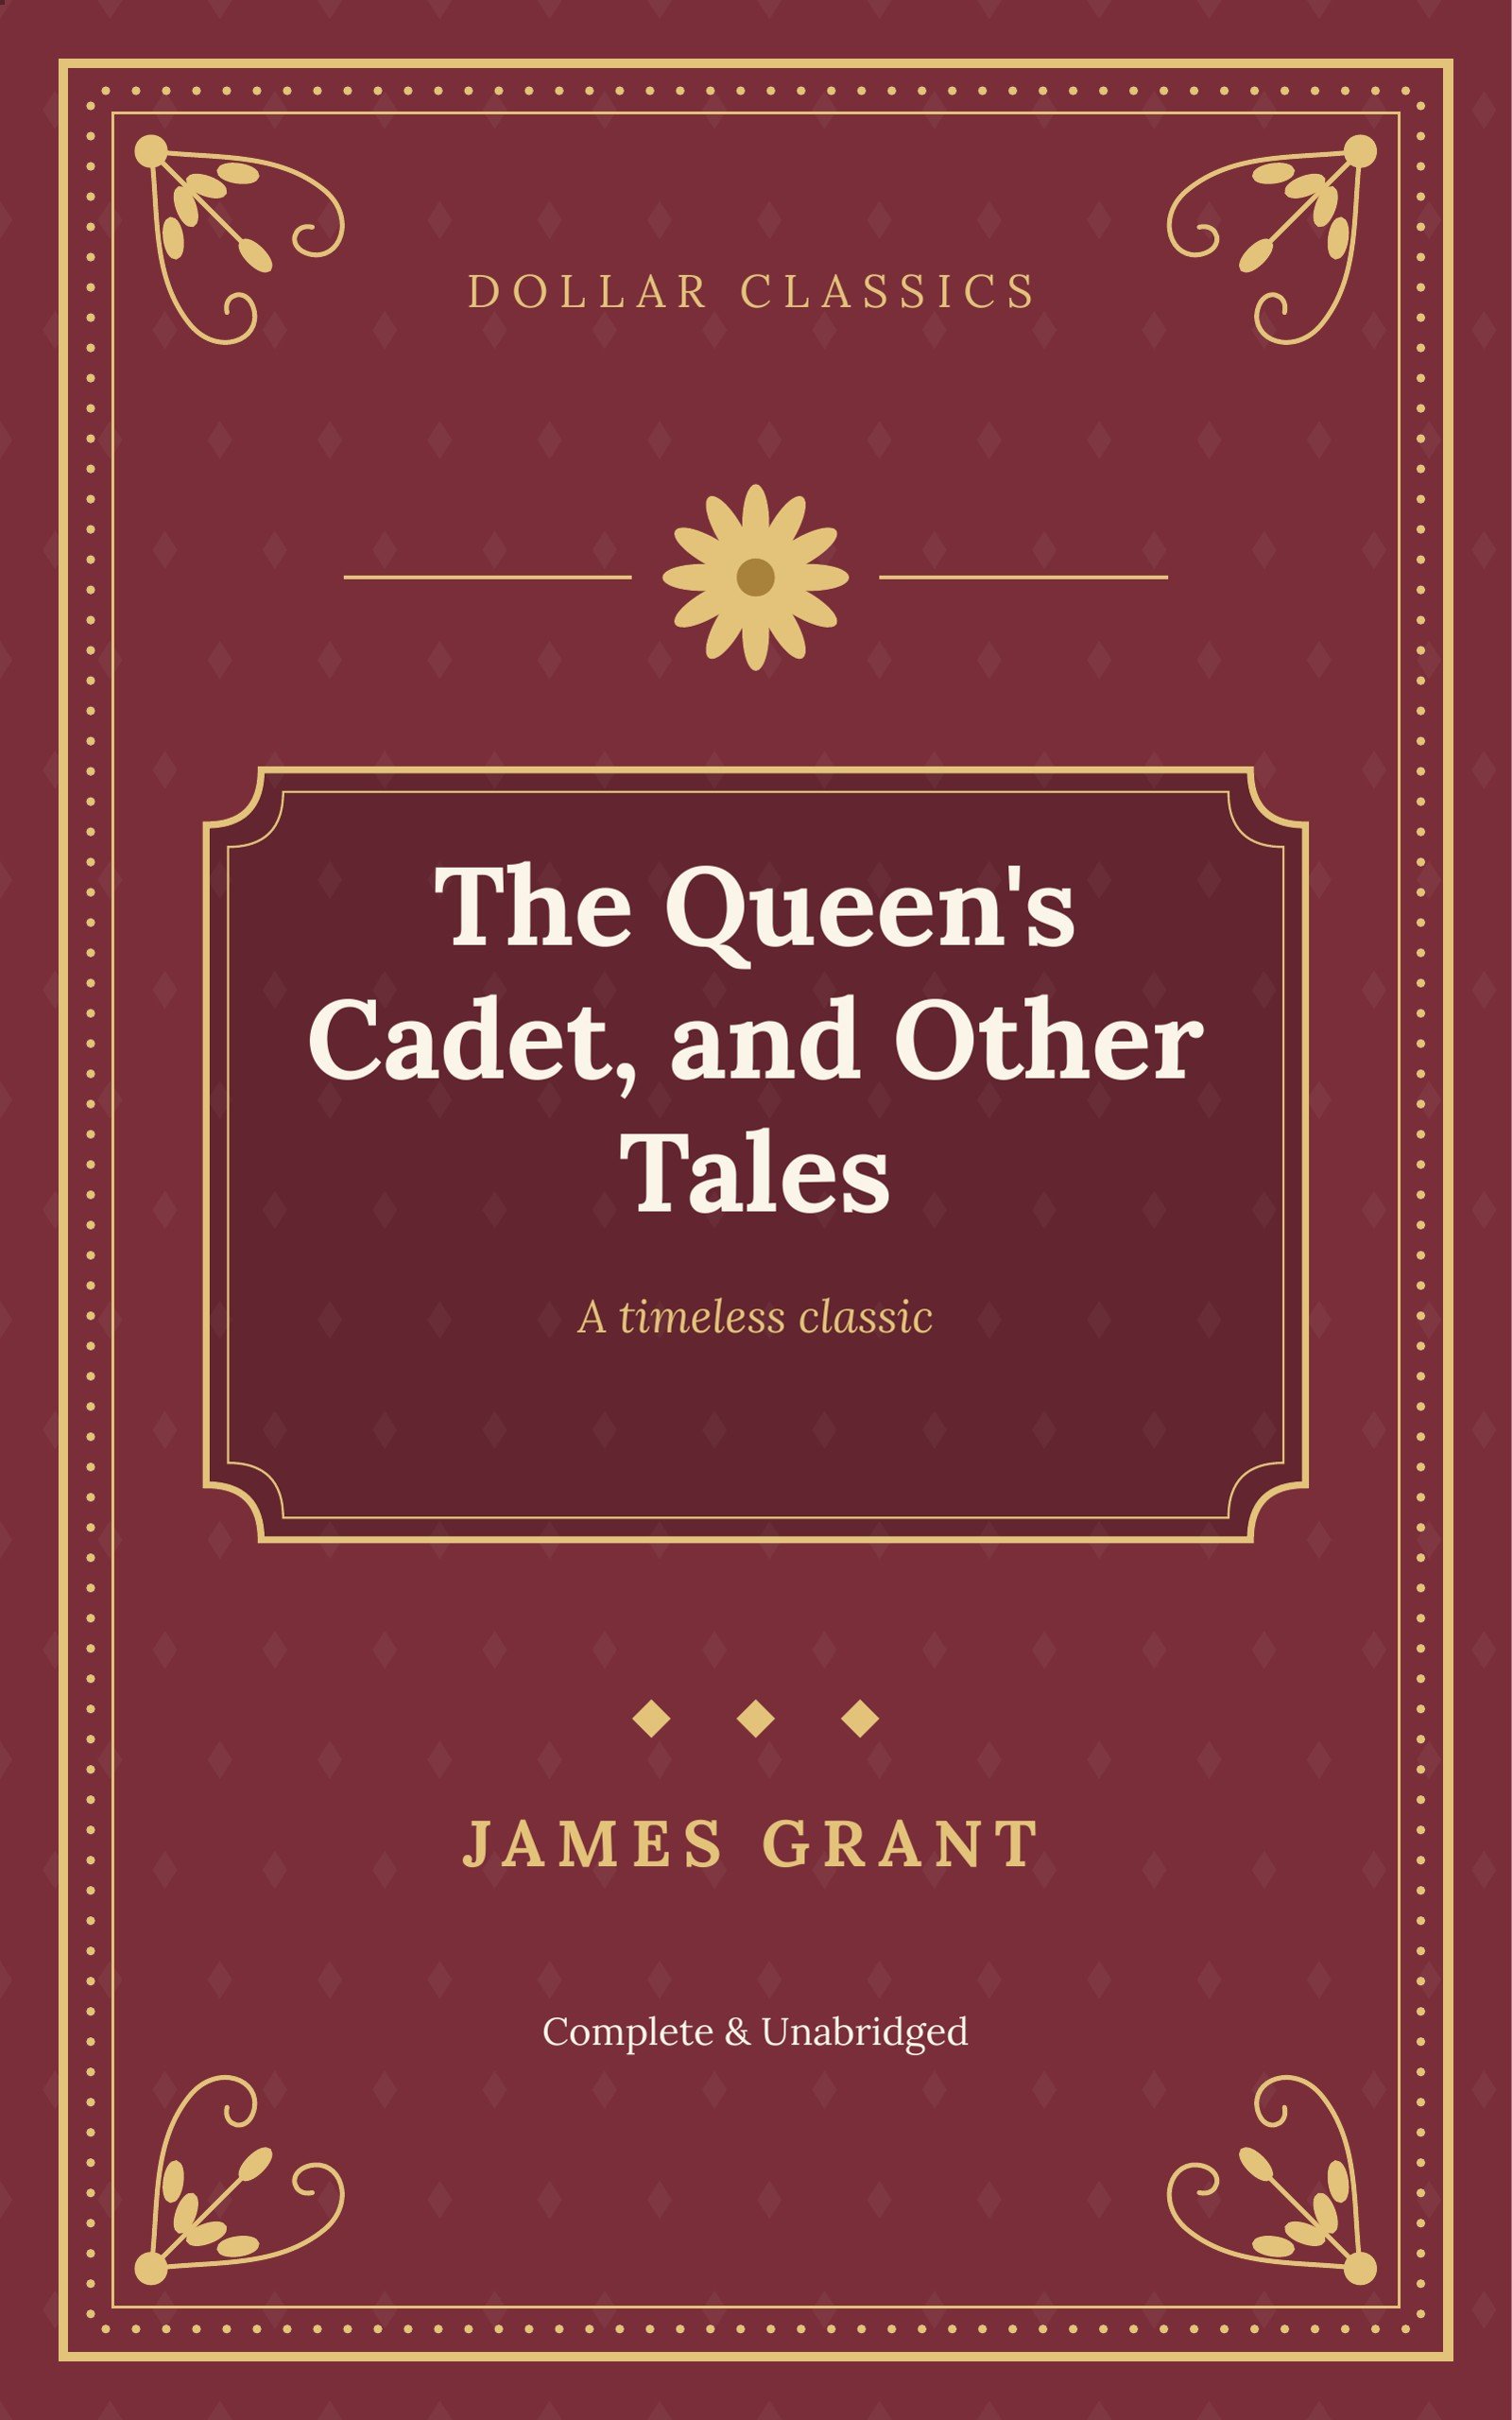 DOLLAR CLASSICS
The Queen's
Cadet, and Other
Tales
A timeless classic
JAMES GRANT
Complete & Unabridged